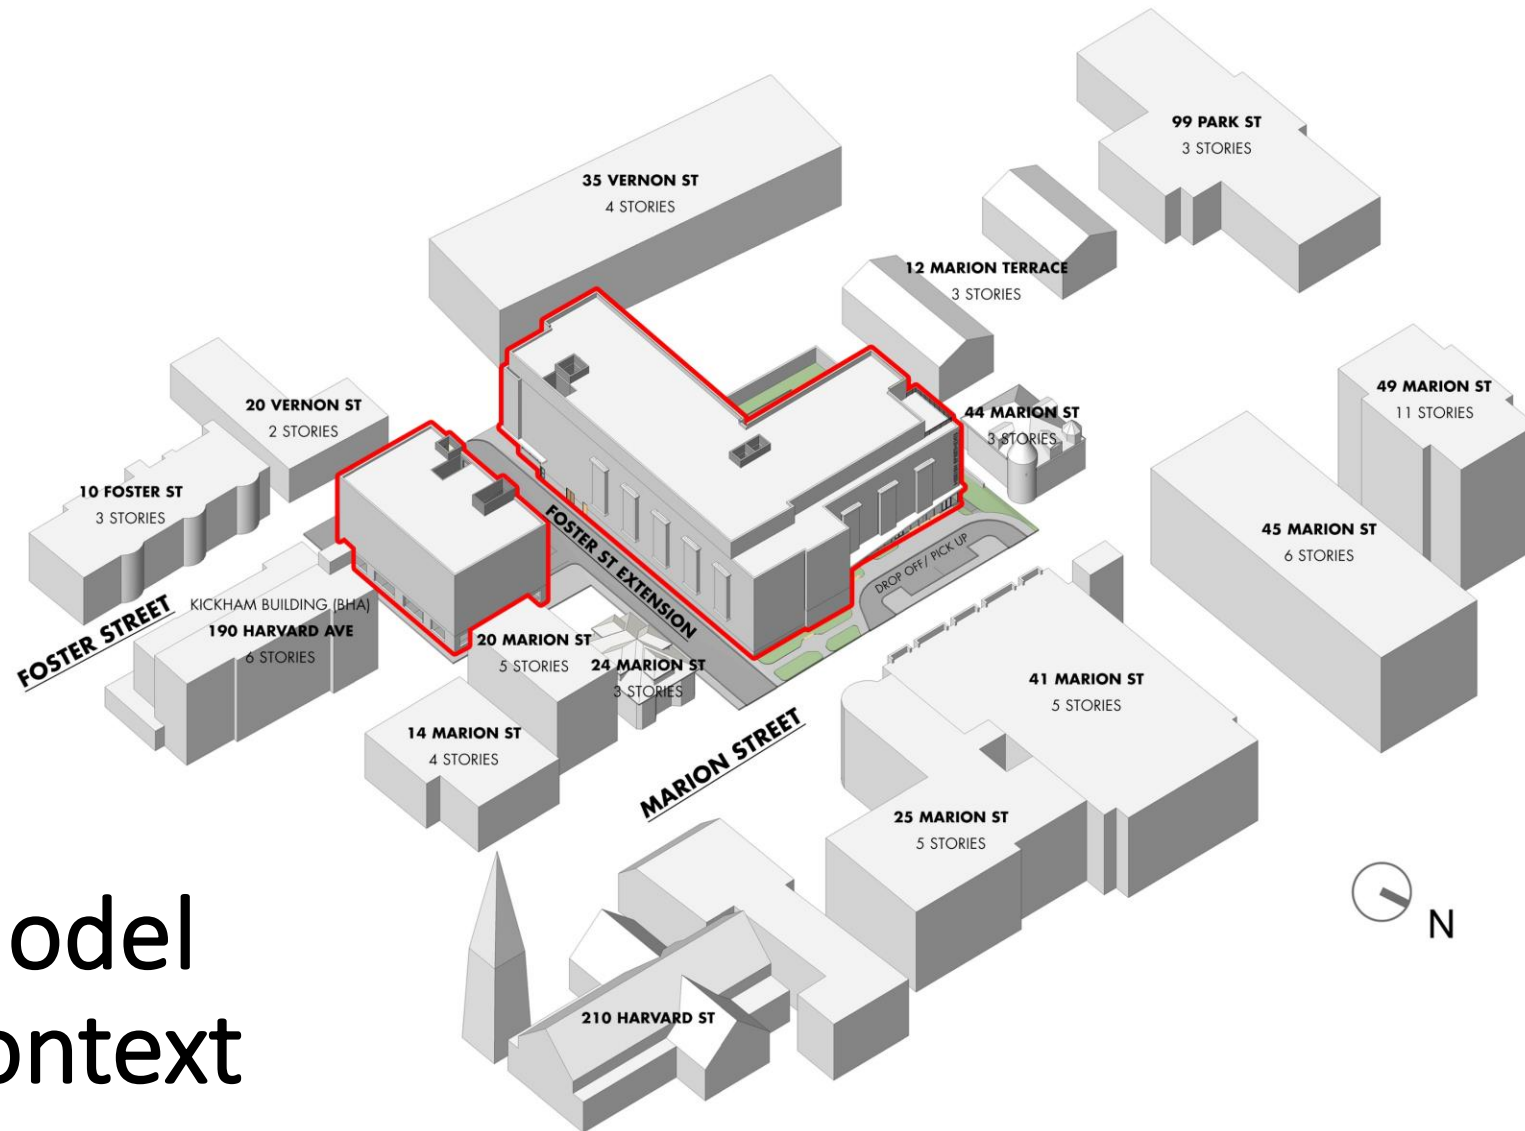 99 PARK ST
3 STORIES
35 VERNON ST
4 STORIES
12 MARION TERRACE
3 STORIES
49 MARION ST
11 STORIES
20 VERNON ST
2 STORIES
44 MARION ST
3 STORIES
10 FOSTER ST
3 STORIES
45 MARION ST
6 STORIES
FOSTER ST EXTENSION
DROP OFF/ PICK UP
FOSTER STREET
KICKHAM BUILDING (BHA)
190 HARVARD AVE
6 STORIES
20 MARION ST
5 STORIES
24 MARION ST
3 STORIES
41 MARION ST
5 STORIES
14 MARION ST
4 STORIES
MARION STREET
25 MARION ST
5 STORIES
N
odel
ontext
210 HARVARD ST